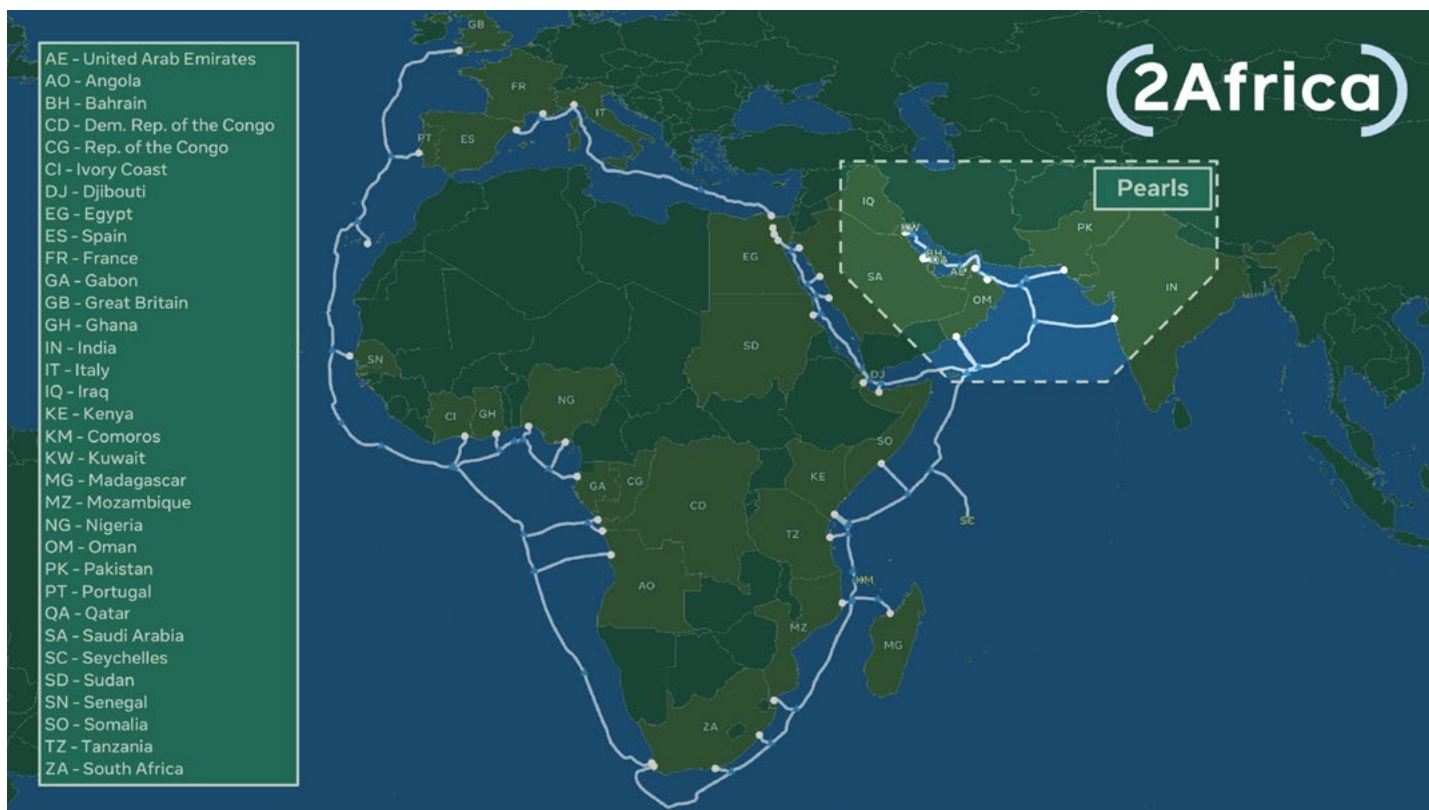 AE - United Arab Emirates
AO - Angola
BH - Bahrain
CD - Dem. Rep. of the Congo
CG - Rep. of the Congo
CI - Ivory Coast
DJ - Djibouti
EG - Egypt
ES - Spain
FR - France
GA - Gabon
GB - Great Britain
GH - Ghana
IN - India
IT - Italy
IQ - Iraq
KE - Kenya
KM - Comoros
KW - Kuwait
MG - Madagascar
MZ - Mozambique
NG - Nigeria
OM - Oman
PK - Pakistan
PT - Portugal
QA - Qatar
SA - Saudi Arabia
SC - Seychelles
SD - Sudan
SN - Senegal
SO - Somalia
TZ - Tanzania
ZA - South Africa
(2Africa)
Pearls
GB
FR
IT
PT
ES
IQ
KW
PK
BH
QA
AE
EG
SA
IN
OM
SD
SN
DJ
CI
GH
NG
SO
GA
CG
KE
CD
SC
TZ
AO
KM
MZ
MG
ZA